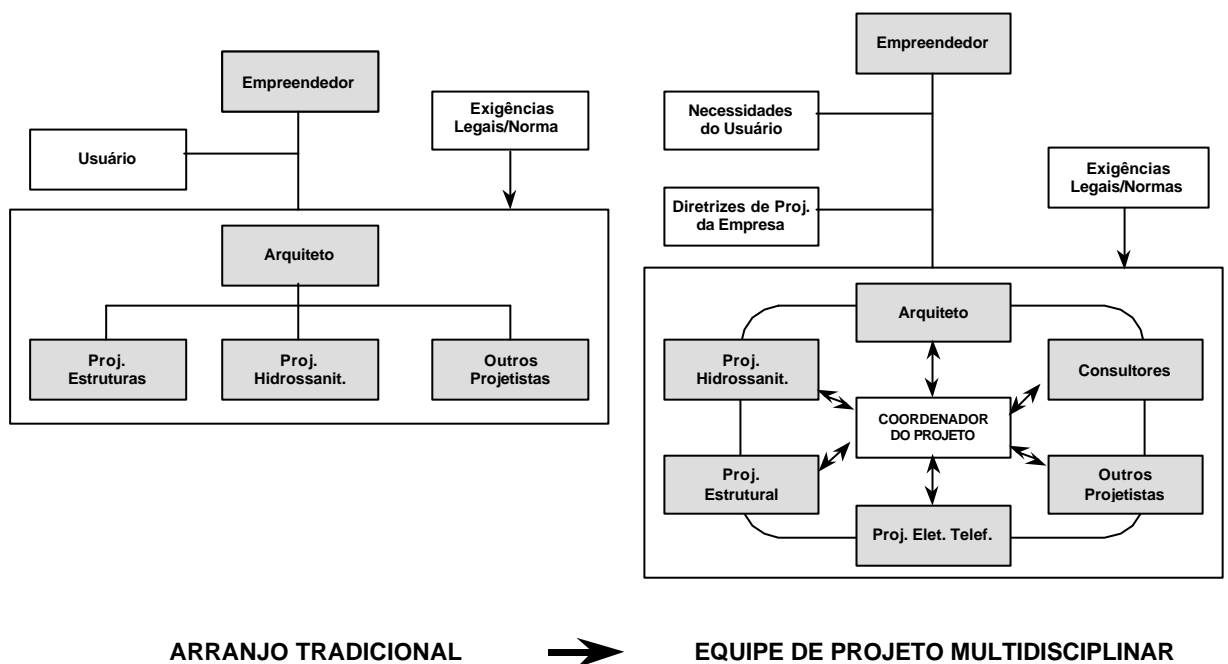 Empreendedor
Exigências
Legais/Norma
Usuário
Arquiteto
Proj.
Estruturas
Proj.
Hidrossanit.
Outros
Projetistas
Empreendedor
Necessidades
do Usuário
Diretrizes de Proj.
da Empresa
Exigências
Legais/Normas
Arquiteto
Proj.
Hidrossanit.
Consultores
COORDENADOR
DO PROJETO
Proj.
Estrutural
Outros
Projetistas
Proj. Elet. Telef.
ARRANJO TRADICIONAL
EQUIPE DE PROJETO MULTIDISCIPLINAR